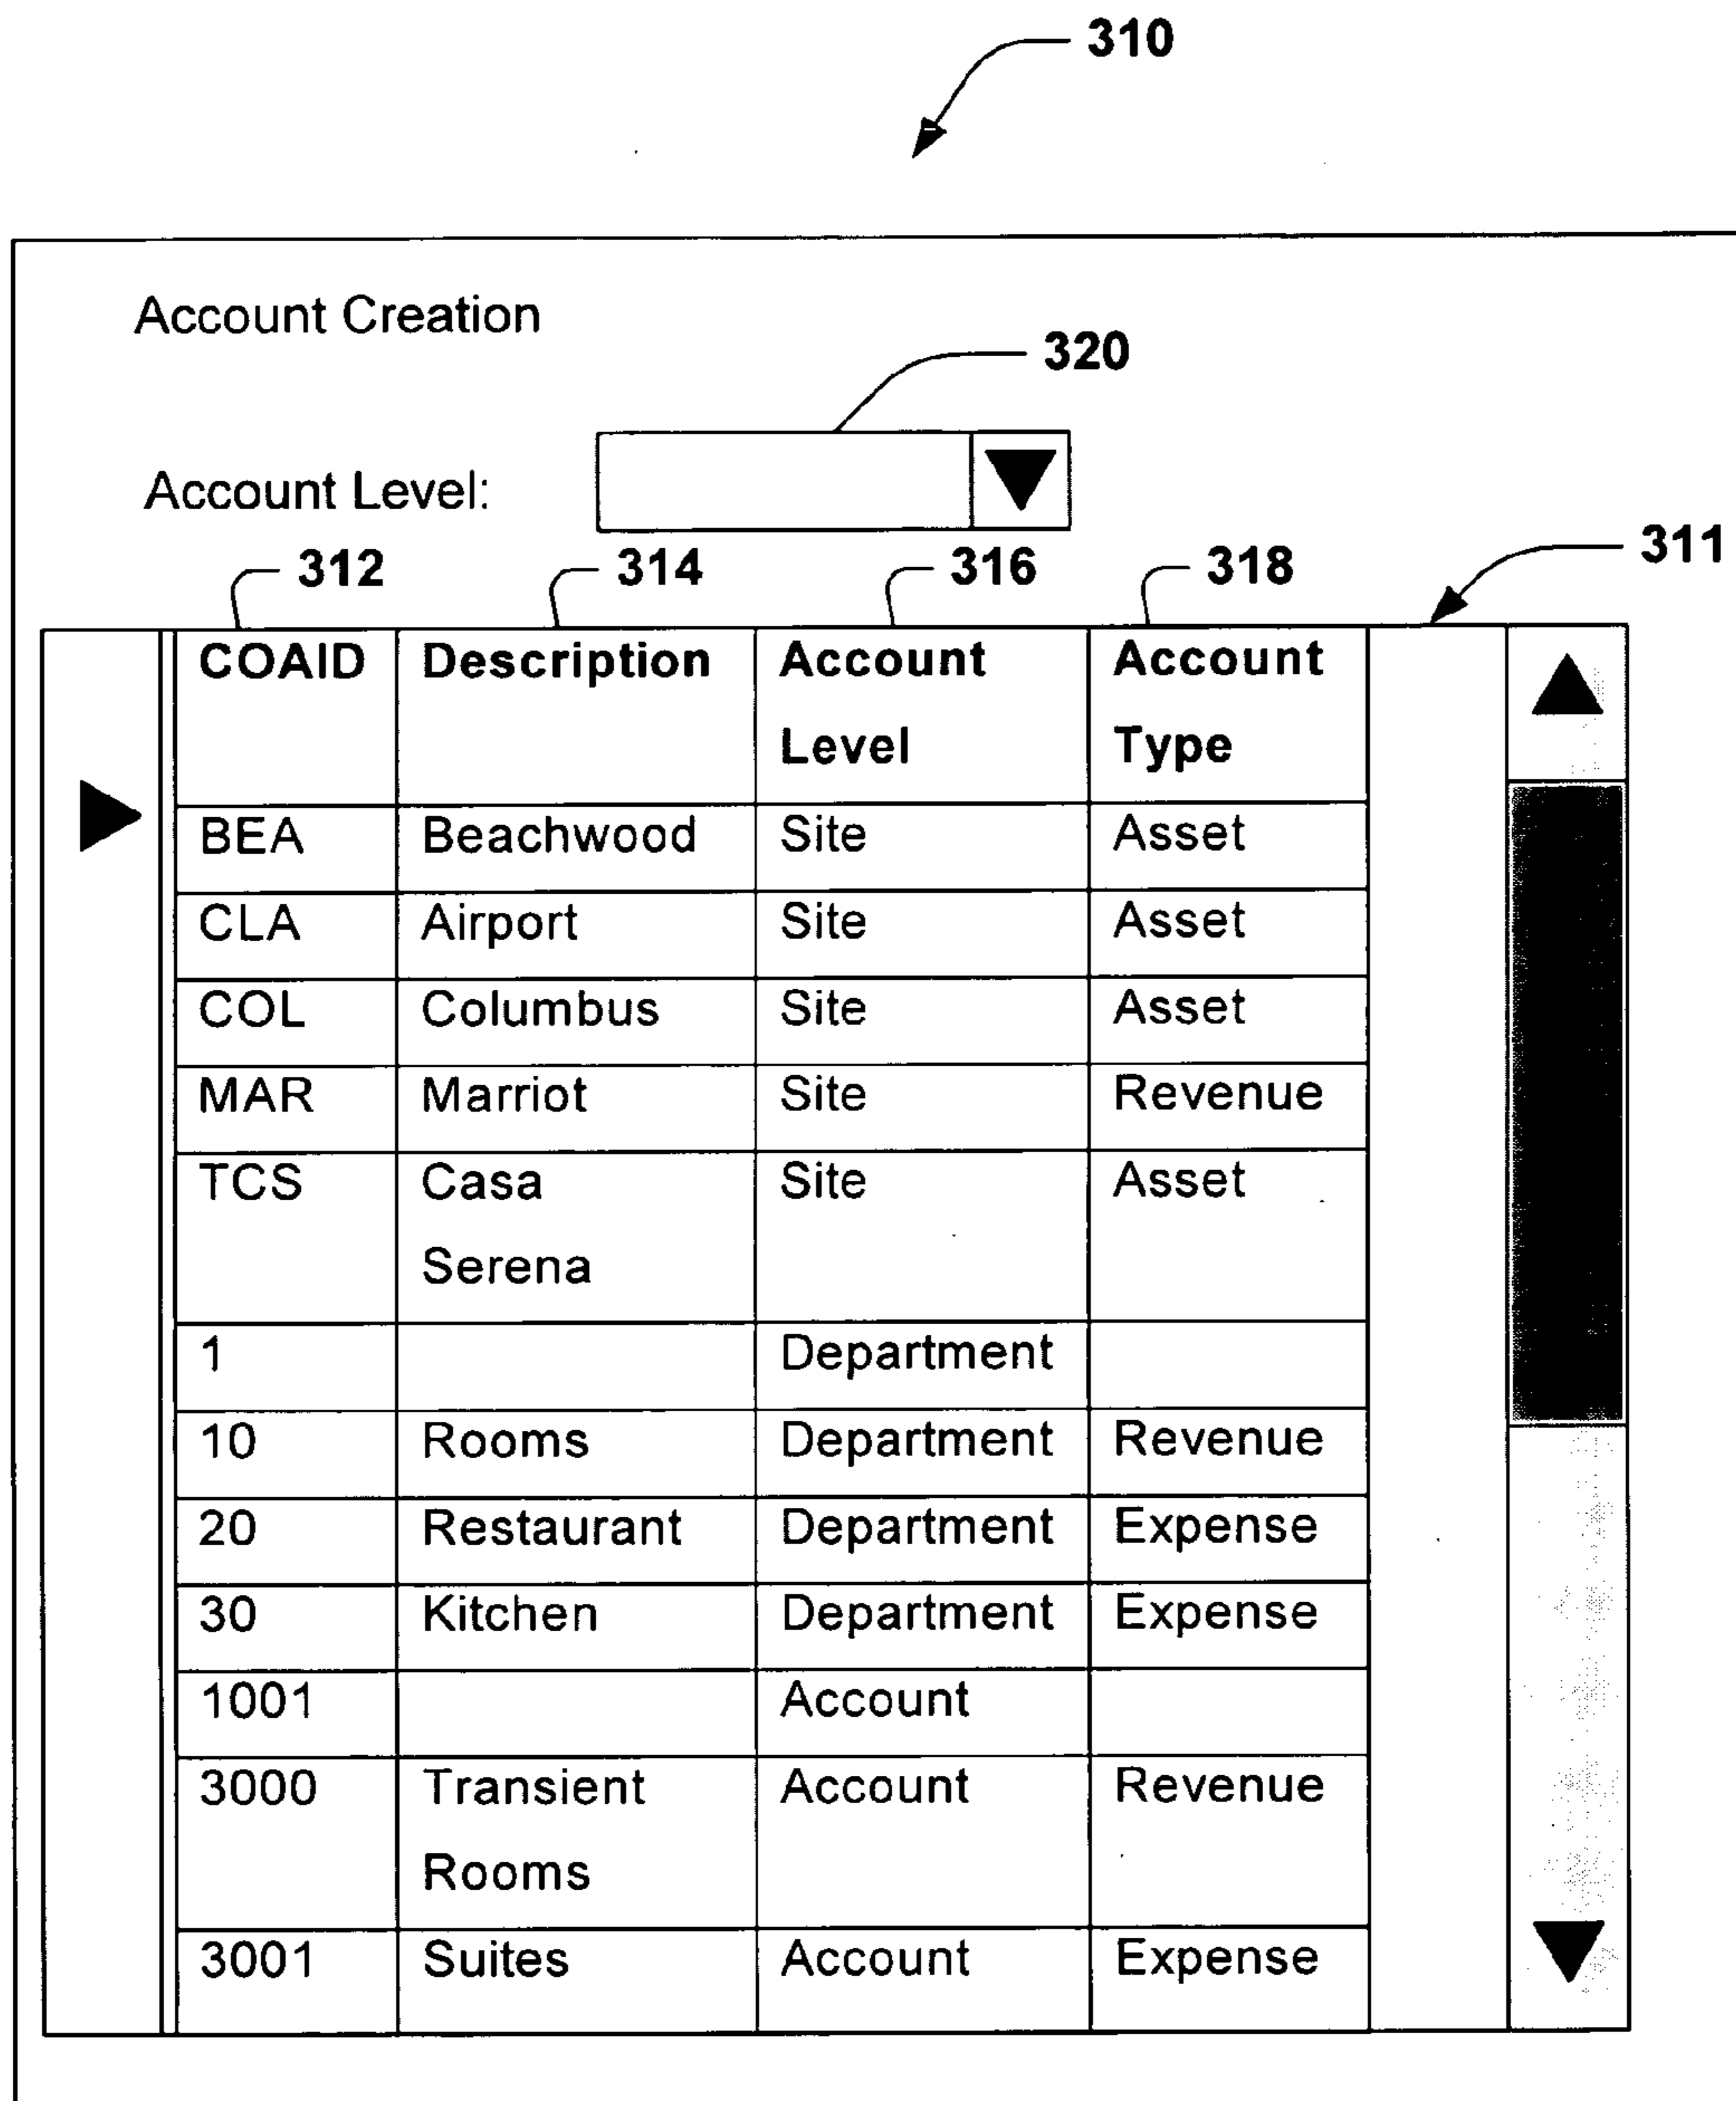 310
Account Creation
320
Account Level:
312 314 316 318 311
COAID Description Account Level Account Type
BEA Beachwood Site Asset
CLA Airport Site Asset
COL Columbus Site Asset
MAR Marriot Site Revenue
TCS Casa Serena Site Asset
1 Department
10 Rooms Department Revenue
20 Restaurant Department Expense
30 Kitchen Department Expense
1001 Account
3000 Transient Rooms Account Revenue
3001 Suites Account Expense